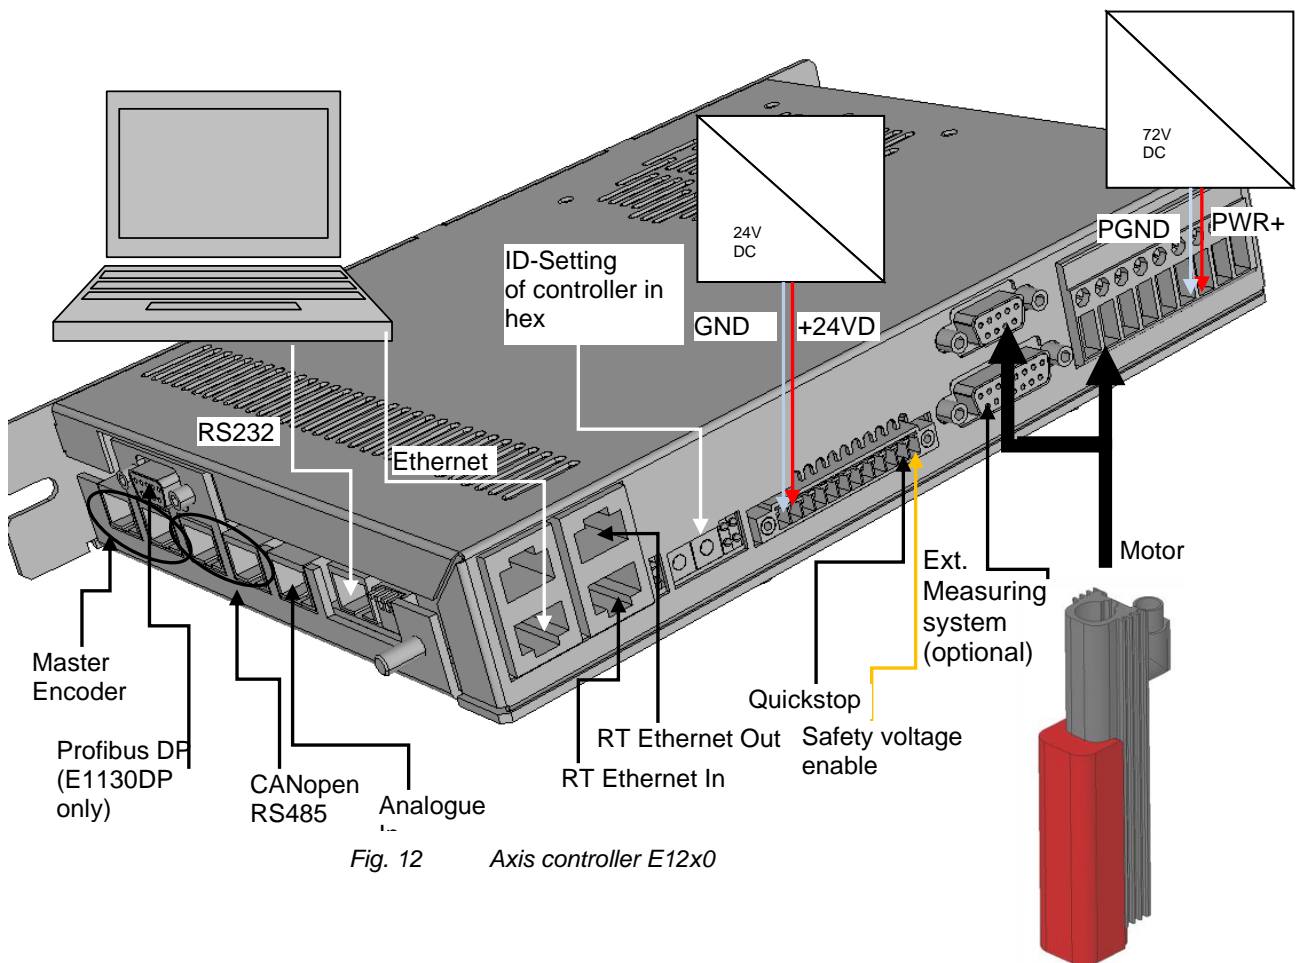 72V
DC
PGND
PWR+
24V
DC
ID-Setting
of controller in
hex
GND
+24VD
RS232
Ethernet
Motor
Ext.
Measuring
system
(optional)
Master
Encoder
Quickstop
Safety voltage
enable
RT Ethernet Out
RT Ethernet In
Profibus DP
(E1130DP
only)
CANopen
RS485
Analogue
Fig. 12 Axis controller E12x0